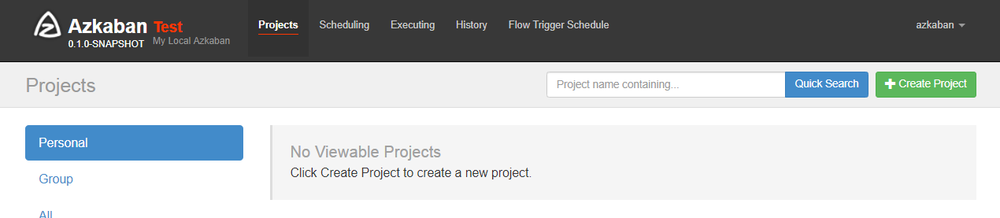 Azkaban Test
0.1.0-SNAPSHOT My Local Azkaban
Projects Scheduling Executing History Flow Trigger Schedule azkaban
Projects
Project name containing... Quick Search Create Project
Personal
Group
All
No Viewable Projects
Click Create Project to create a new project.